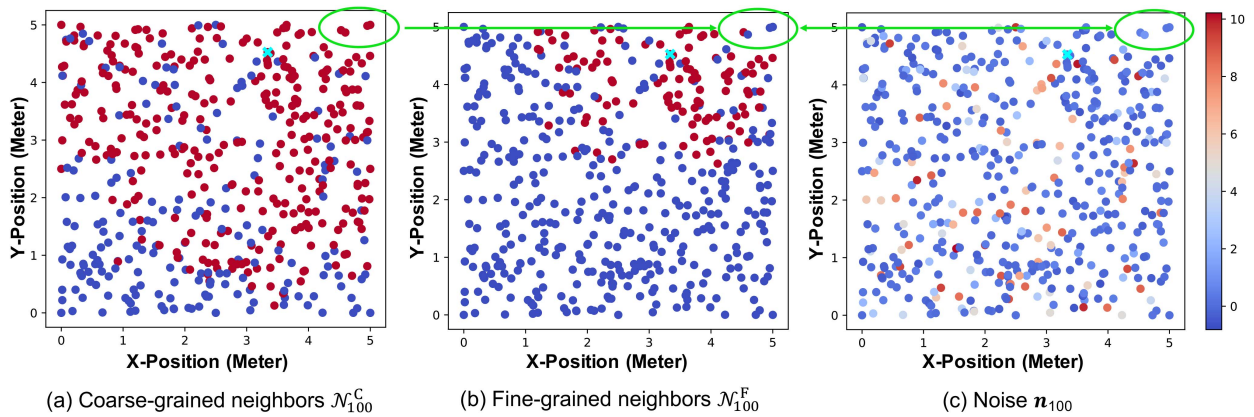 Y-Position (Meter)
5
4
3
2
1
0
0 1 2 3 4 5
X-Position (Meter)
(a) Coarse-grained neighbors 𝒩₁₀₀ᶜ
Y-Position (Meter)
5
4
3
2
1
0
0 1 2 3 4 5
X-Position (Meter)
(b) Fine-grained neighbors 𝒩₁₀₀ᶠ
Y-Position (Meter)
5
4
3
2
1
0
0 1 2 3 4 5
X-Position (Meter)
(c) Noise 𝒏₁₀₀
10
8
6
4
2
0